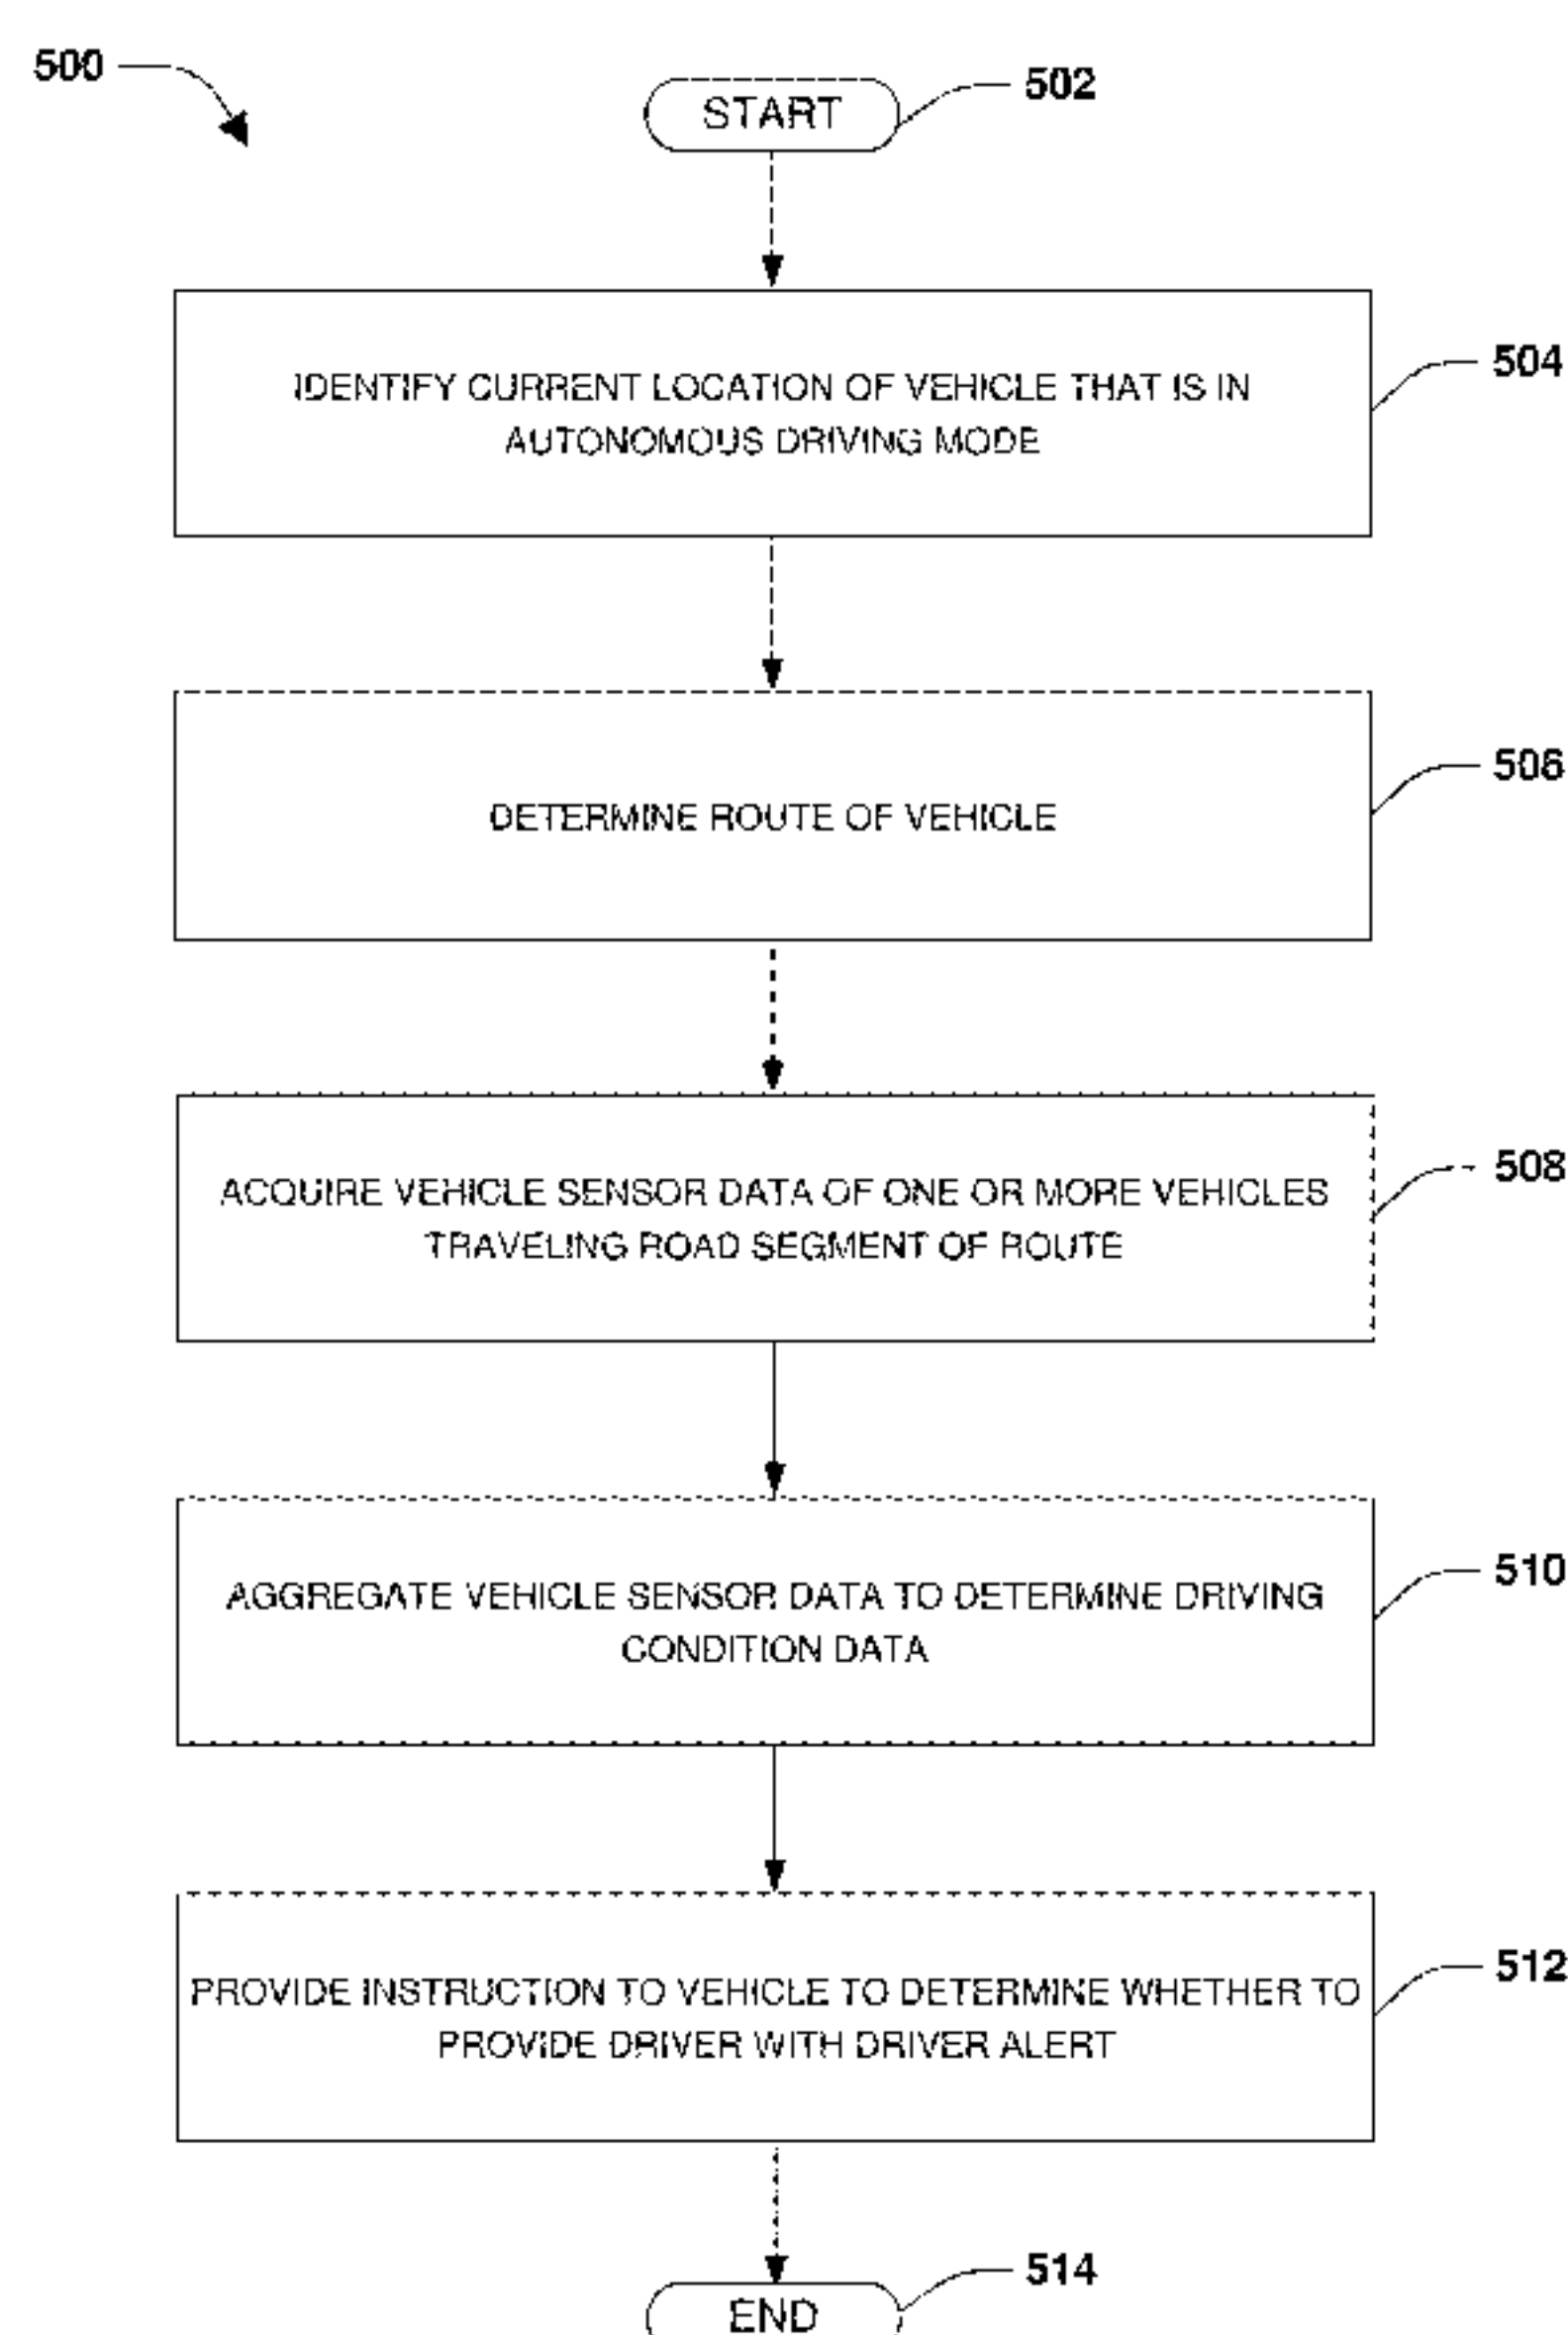 500
START
502
IDENTIFY CURRENT LOCATION OF VEHICLE THAT IS IN
AUTONOMOUS DRIVING MODE
504
DETERMINE ROUTE OF VEHICLE
506
ACQUIRE VEHICLE SENSOR DATA OF ONE OR MORE VEHICLES
TRAVELING ROAD SEGMENT OF ROUTE
508
AGGREGATE VEHICLE SENSOR DATA TO DETERMINE DRIVING
CONDITION DATA
510
PROVIDE INSTRUCTION TO VEHICLE TO DETERMINE WHETHER TO
PROVIDE DRIVER WITH DRIVER ALERT
512
END
514